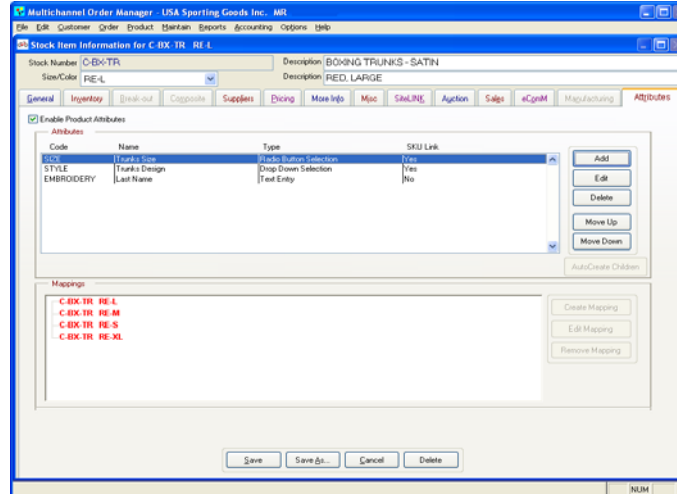 Multichannel Order Manager - USA Sporting Goods Inc. MR
File Edit Customer Order Product Maintain Reports Accounting Options Help
Stock Item Information for C-BX-TR RE-L
Stock Number C-BX-TR Description BOXING TRUNKS - SATIN
Size/Color RE-L Description RED, LARGE
General Inventory Break-out Composite Suppliers Pricing More Info Misc SiteLINK Auction Sales eComM Manufacturing Attributes
Enable Product Attributes
Attributes
Code Name Type SKU Link
SIZE Trunks Size Radio Button Selection Yes
STYLE Trunks Design Drop Down Selection Yes
EMBROIDERY Last Name Text Entry No
Add
Edit
Delete
Move Up
Move Down
AutoCreate Children
Mappings
C-BX-TR RE-L
C-BX-TR RE-M
C-BX-TR RE-S
C-BX-TR RE-XL
Create Mapping
Edit Mapping
Remove Mapping
Save Save As... Cancel Delete
NUM